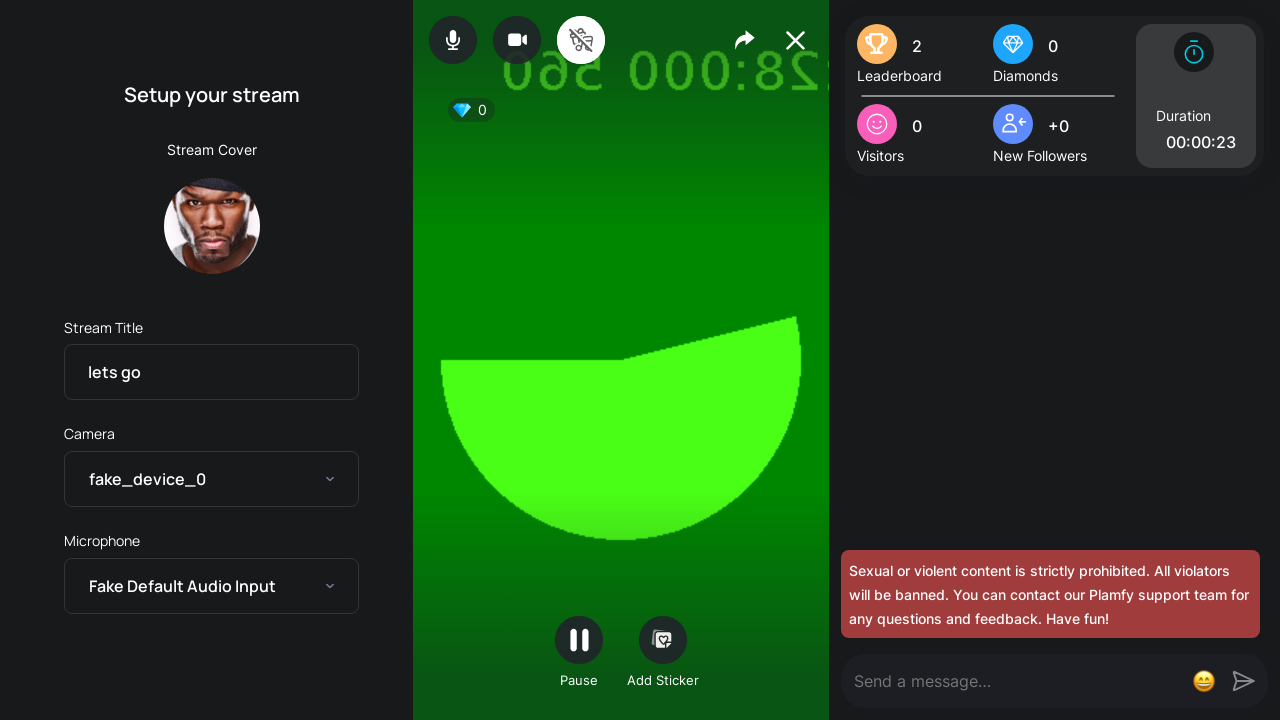 Setup your stream
Stream Cover
Stream Title
lets go
Camera
fake_device_0
Microphone
Fake Default Audio Input
:28:000 560
0
Pause
Add Sticker
2
Leaderboard
0
Diamonds
0
Visitors
+0
New Followers
Duration
00:00:23
Sexual or violent content is strictly prohibited. All violators
will be banned. You can contact our Plamfy support team for
any questions and feedback. Have fun!
Send a message...